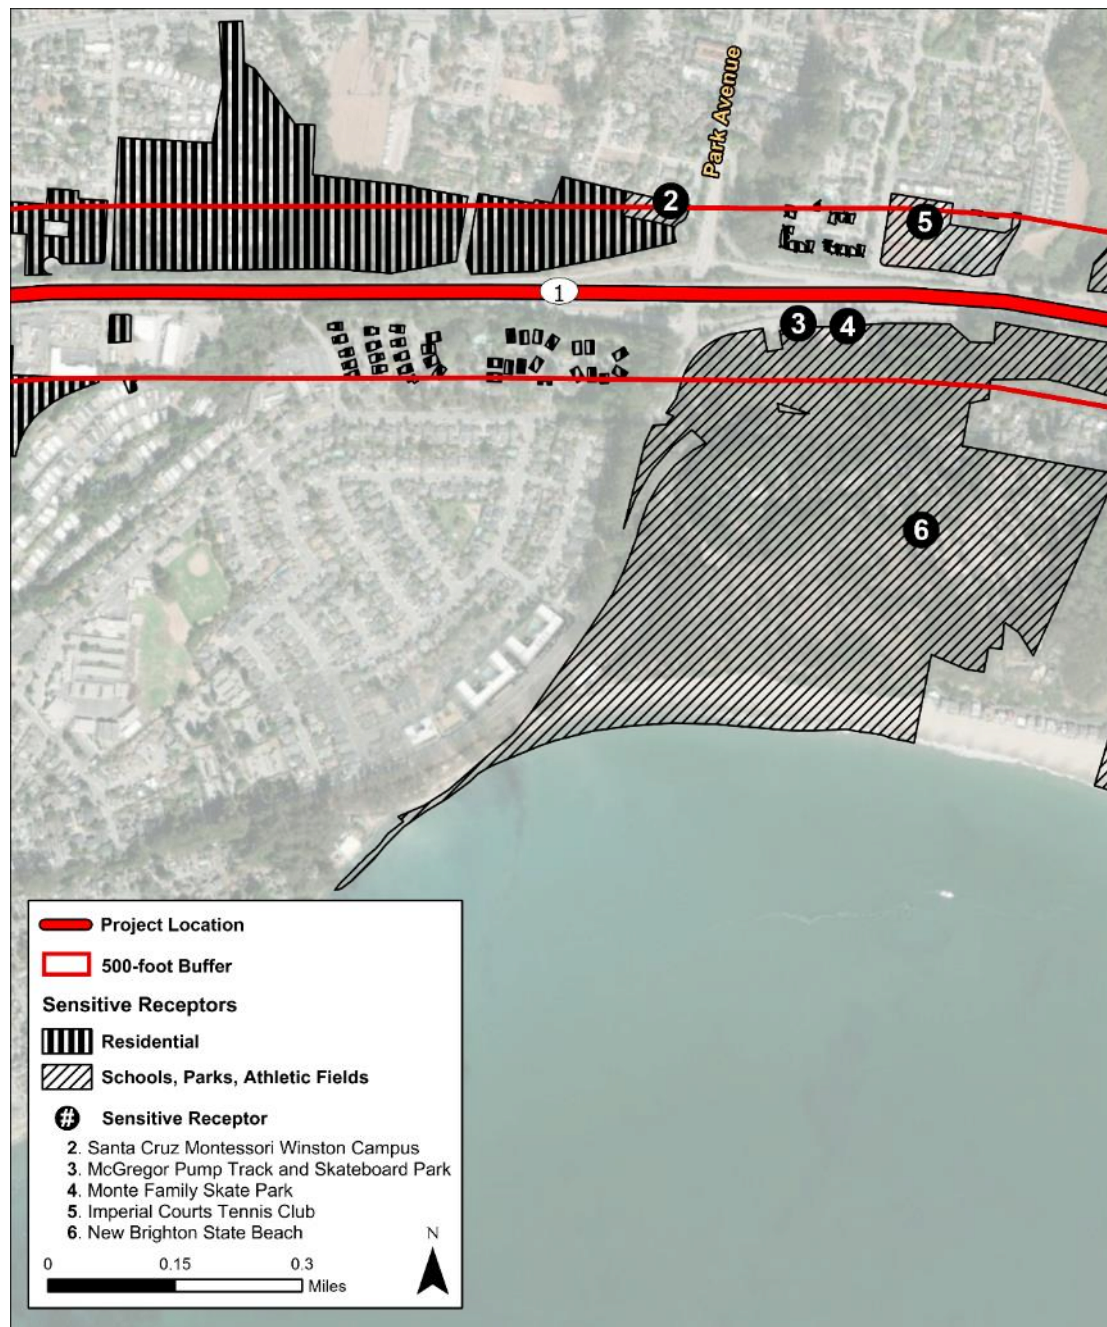 Park Avenue
2
5
1
3
4
6
Project Location
500-foot Buffer
Sensitive Receptors
Residential
Schools, Parks, Athletic Fields
# Sensitive Receptor
2. Santa Cruz Montessori Winston Campus
3. McGregor Pump Track and Skateboard Park
4. Monte Family Skate Park
5. Imperial Courts Tennis Club
6. New Brighton State Beach
N
0 0.15 0.3
Miles